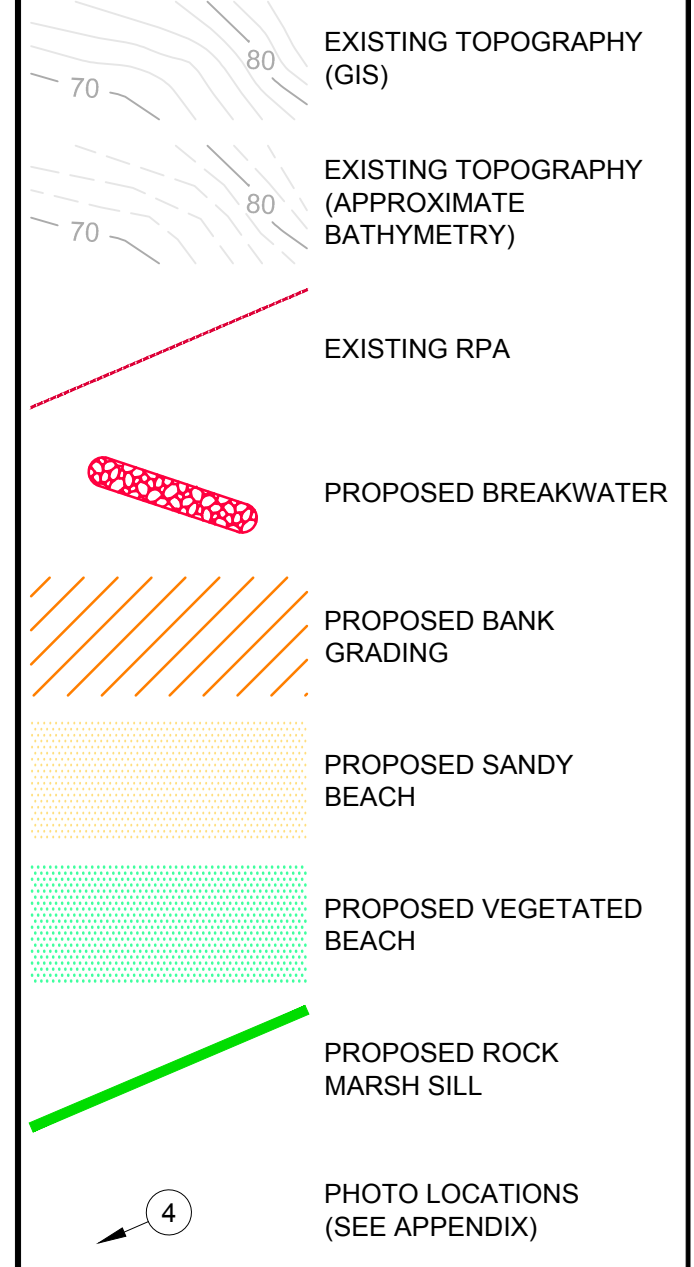 80
70
EXISTING TOPOGRAPHY
(GIS)
80
70
EXISTING TOPOGRAPHY
(APPROXIMATE
BATHYMETRY)
EXISTING RPA
PROPOSED BREAKWATER
PROPOSED BANK
GRADING
PROPOSED SANDY
BEACH
PROPOSED VEGETATED
BEACH
PROPOSED ROCK
MARSH SILL
4
PHOTO LOCATIONS
(SEE APPENDIX)